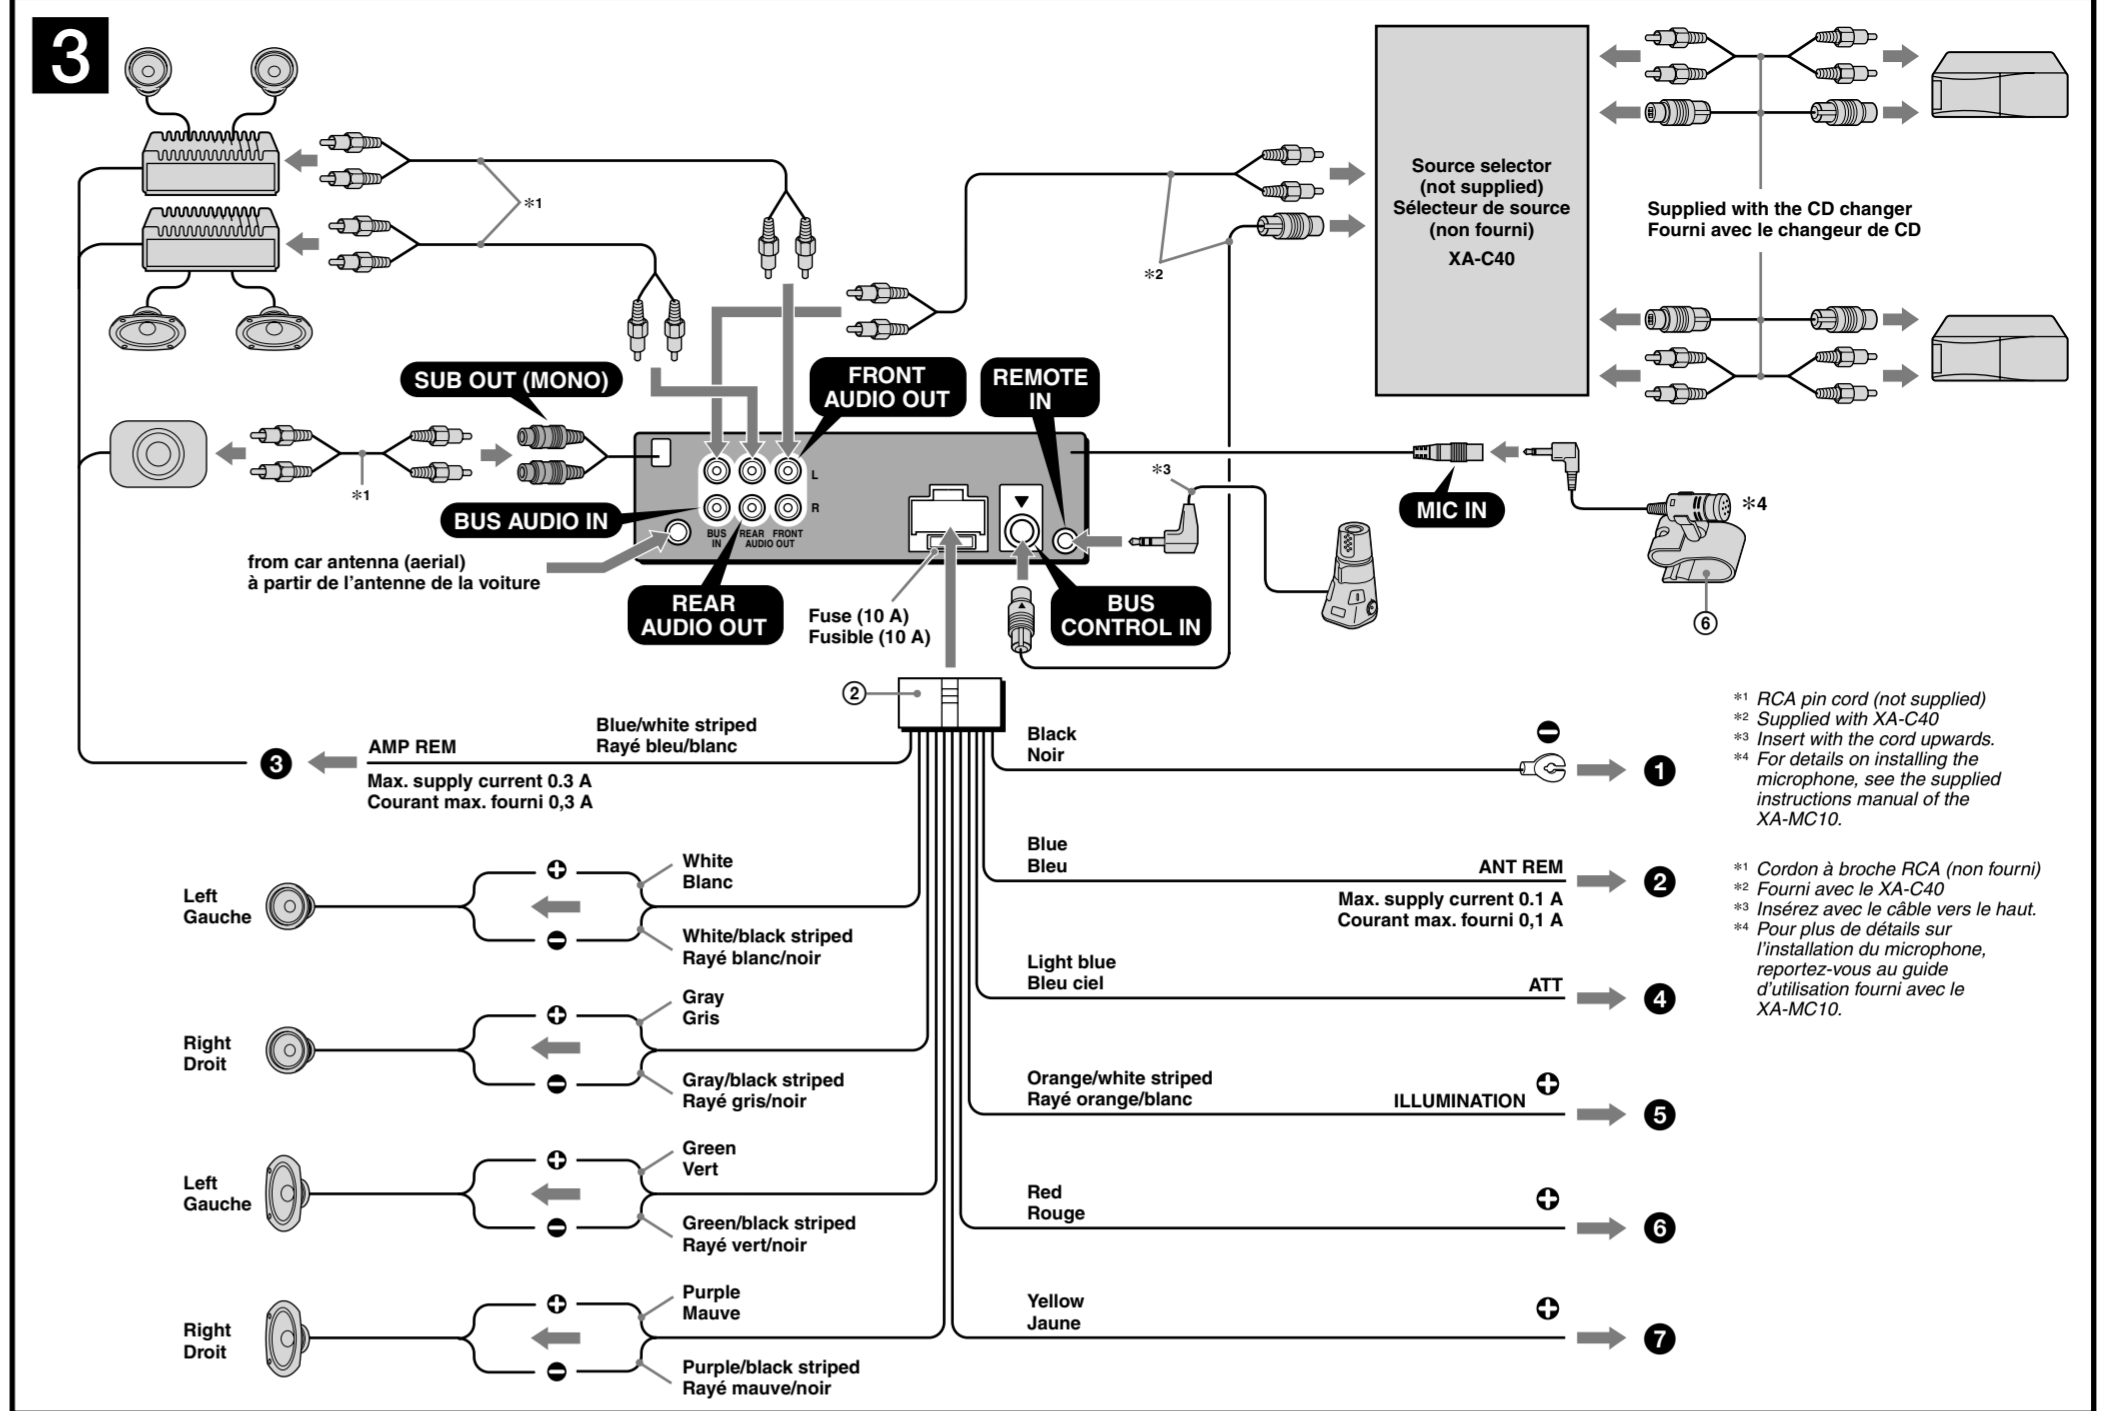 3
*1
*2
Source selector
(not supplied)
Sélecteur de source
(non fourni)
XA-C40
Supplied with the CD changer
Fourni avec le changeur de CD
SUB OUT (MONO)
FRONT
AUDIO OUT
REMOTE
IN
*1
BUS AUDIO IN
L
R
BUS
IN
REAR
FRONT
AUDIO OUT
*3
MIC IN
*4
from car antenna (aerial)
à partir de l'antenne de la voiture
REAR
AUDIO OUT
Fuse (10 A)
Fusible (10 A)
BUS
CONTROL IN
6
2
3
AMP REM
Blue/white striped
Rayé bleu/blanc
Max. supply current 0.3 A
Courant max. fourni 0,3 A
Left
Gauche
White
Blanc
White/black striped
Rayé blanc/noir
Right
Droit
Gray
Gris
Gray/black striped
Rayé gris/noir
Left
Gauche
Green
Vert
Green/black striped
Rayé vert/noir
Right
Droit
Purple
Mauve
Purple/black striped
Rayé mauve/noir
Black
Noir
1
Blue
Bleu
ANT REM
2
Max. supply current 0.1 A
Courant max. fourni 0,1 A
Light blue
Bleu ciel
ATT
4
Orange/white striped
Rayé orange/blanc
ILLUMINATION
5
Red
Rouge
6
Yellow
Jaune
7
*1 RCA pin cord (not supplied)
*2 Supplied with XA-C40
*3 Insert with the cord upwards.
*4 For details on installing the
microphone, see the supplied
instructions manual of the
XA-MC10.
*1 Cordon à broche RCA (non fourni)
*2 Fourni avec le XA-C40
*3 Insérez avec le câble vers le haut.
*4 Pour plus de détails sur
l'installation du microphone,
reportez-vous au guide
d'utilisation fourni avec le
XA-MC10.